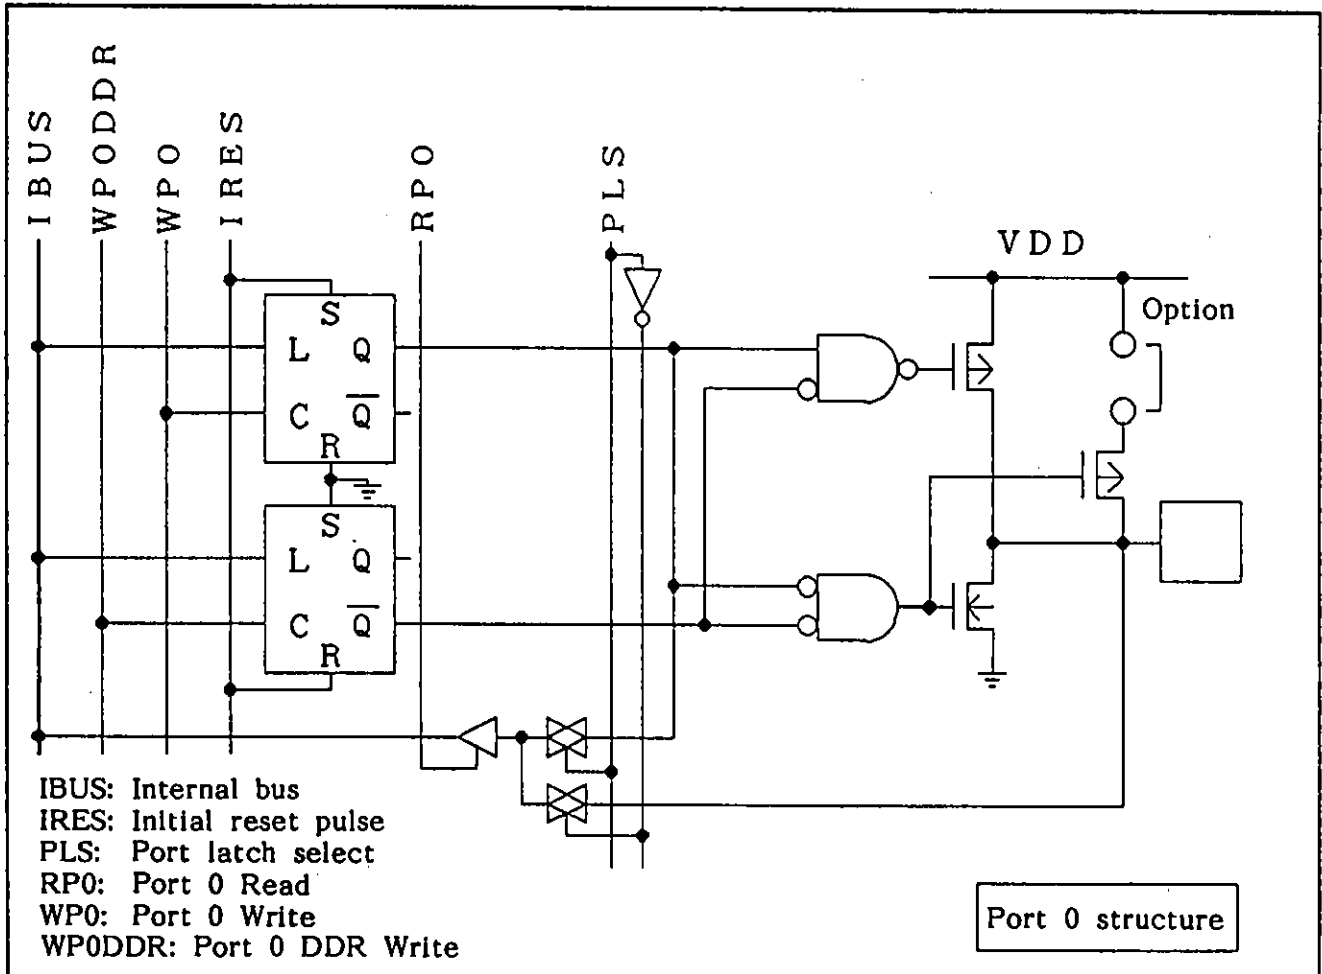 IBUS
WP0DDR
WP0
IRES
RP0
PLS
VDD
Option
S
L Q
C Q̅
R
S
L Q
C Q̅
R
IBUS: Internal bus
IRES: Initial reset pulse
PLS: Port latch select
RP0: Port 0 Read
WP0: Port 0 Write
WP0DDR: Port 0 DDR Write
Port 0 structure